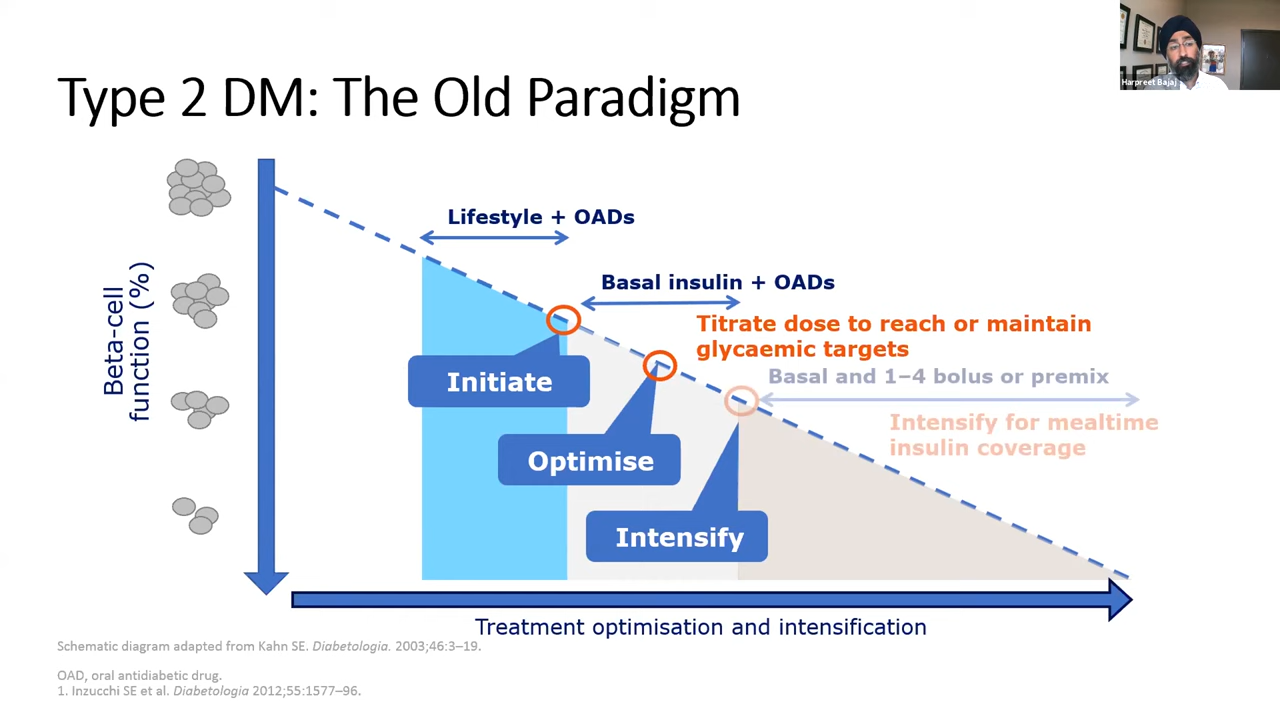 Harpreet Bajaj
Type 2 DM: The Old Paradigm
Beta-cell
function (%)
Lifestyle + OADs
Basal insulin + OADs
Titrate dose to reach or maintain
glycaemic targets
Basal and 1–4 bolus or premix
Intensify for mealtime
insulin coverage
Initiate
Optimise
Intensify
Treatment optimisation and intensification
Schematic diagram adapted from Kahn SE. Diabetologia. 2003;46:3–19.
OAD, oral antidiabetic drug.
1. Inzucchi SE et al. Diabetologia 2012;55:1577–96.